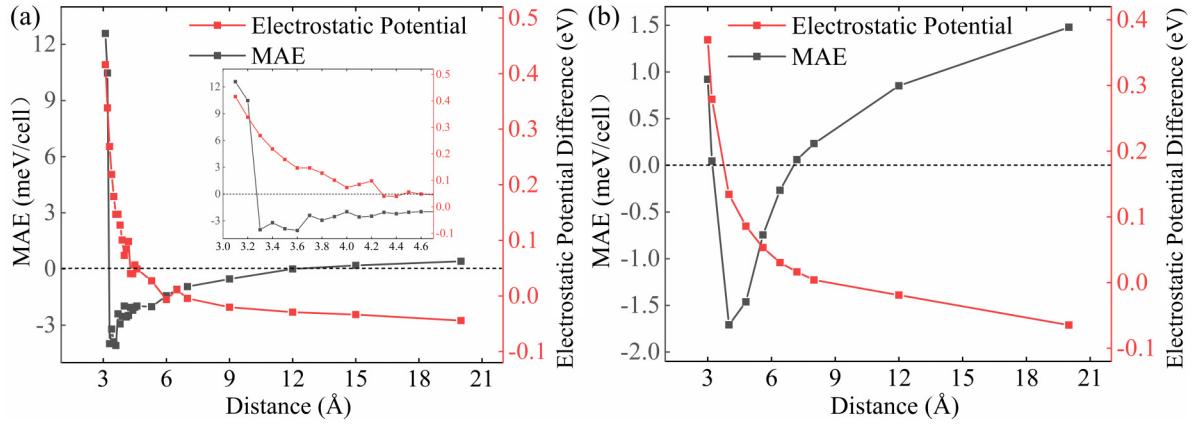 (a)
Electrostatic Potential
MAE
MAE (meV/cell)
12
9
6
3
0
-3
0.5
0.4
0.3
0.2
0.1
0.0
-0.1
Electrostatic Potential Difference (eV)
3 6 9 12 15 18 21
Distance (Å)
12
9
6
3
0
-3
0.5
0.4
0.3
0.2
0.1
0.0
-0.1
3.0 3.2 3.4 3.6 3.8 4.0 4.2 4.4 4.6
(b)
Electrostatic Potential
MAE
MAE (meV/cell)
1.5
1.0
0.5
0.0
-0.5
-1.0
-1.5
-2.0
0.4
0.3
0.2
0.1
0.0
-0.1
Electrostatic Potential Difference (eV)
3 6 9 12 15 18 21
Distance (Å)